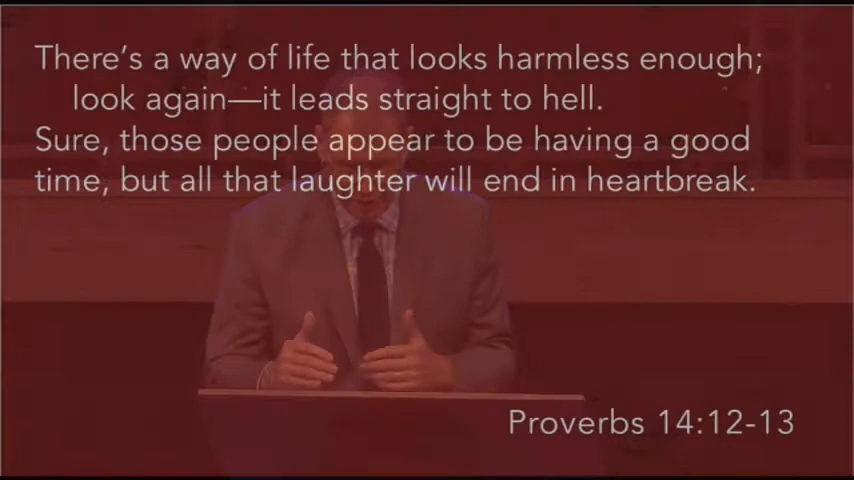 There’s a way of life that looks harmless enough;
look again—it leads straight to hell.
Sure, those people appear to be having a good
time, but all that laughter will end in heartbreak.
Proverbs 14:12-13